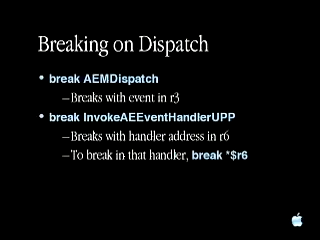 Breaking on Dispatch
• break AEMDispatch
–Breaks with event in r3
• break InvokeAEEventHandlerUPP
–Breaks with handler address in r6
–To break in that handler, break *$r6